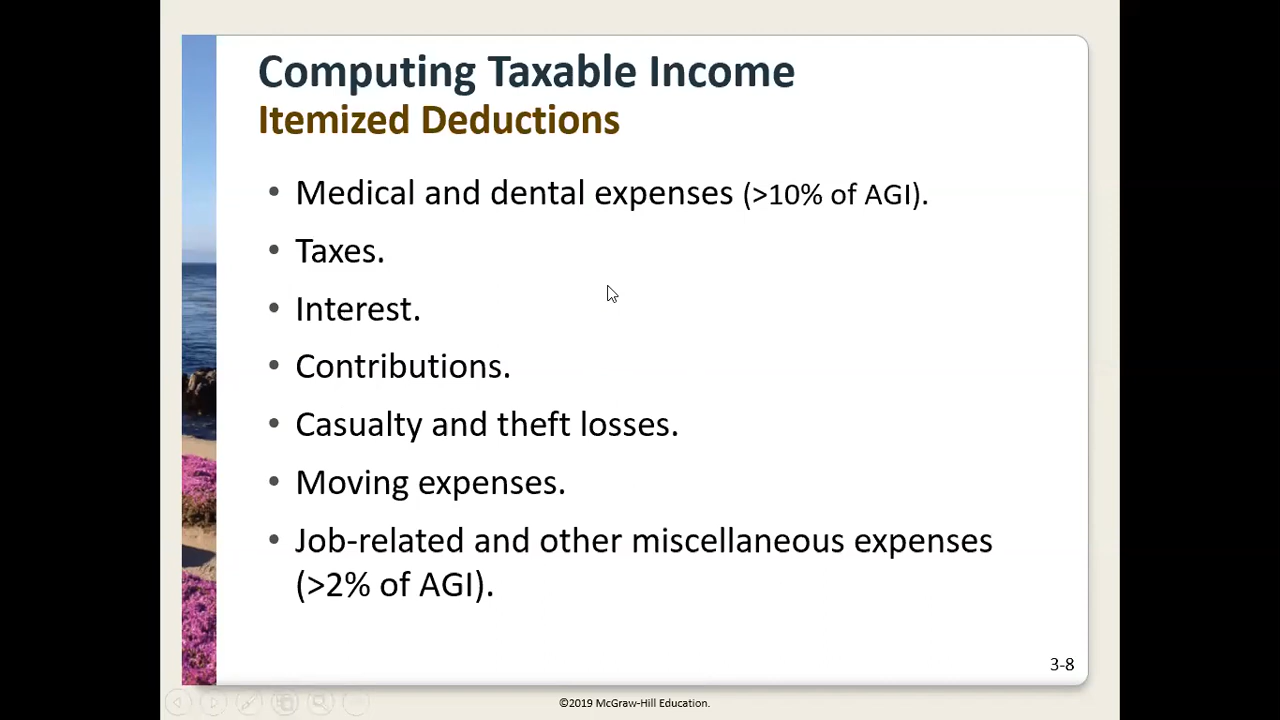 Computing Taxable Income
Itemized Deductions
• Medical and dental expenses (>10% of AGI).
• Taxes.
• Interest.
• Contributions.
• Casualty and theft losses.
• Moving expenses.
• Job-related and other miscellaneous expenses
(>2% of AGI).
3-8
©2019 McGraw-Hill Education.